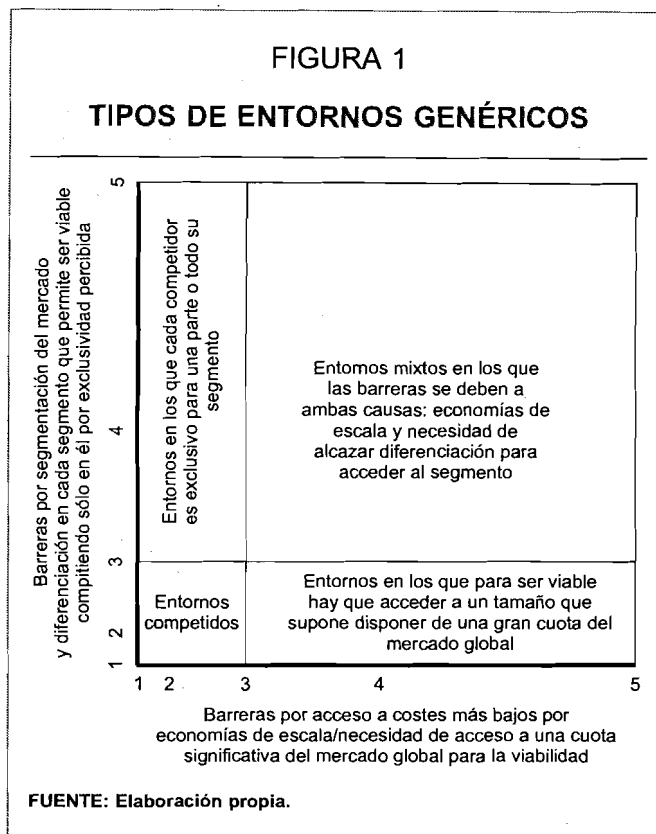 FIGURA 1
TIPOS DE ENTORNOS GENÉRICOS
Barreras por segmentación del mercado
y diferenciación en cada segmento que permite ser viable
compitiendo sólo en él por exclusividad percibida
5
4
3
2
1
Entornos en los que cada competidor
es exclusivo para una parte o todo su
segmento
Entornos mixtos en los que
las barreras se deben a
ambas causas: economías de
escala y necesidad de
alcazar diferenciación para
acceder al segmento
Entornos
competidos
Entornos en los que para ser viable
hay que acceder a un tamaño que
supone disponer de una gran cuota del
mercado global
1 2 3 4 5
Barreras por acceso a costes más bajos por
economías de escala/necesidad de acceso a una cuota
significativa del mercado global para la viabilidad
FUENTE: Elaboración propia.